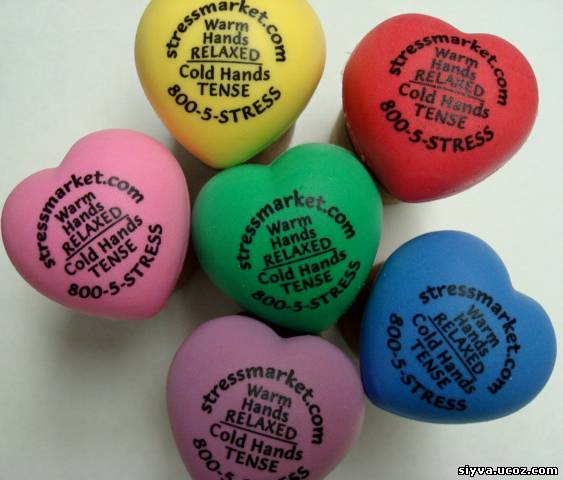 stressmarket.com
Warm
Hands
RELAXED
Cold Hands
TENSE
800-5-STRESS
stressmarket.com
Warm
Hands
RELAXED
Cold Hands
TENSE
800-5-STRESS
stressmarket.com
Warm
Hands
RELAXED
Cold Hands
TENSE
800-5-STRESS
stressmarket.com
Warm
Hands
RELAXED
Cold Hands
TENSE
800-5-STRESS
stressmarket.com
Warm
Hands
RELAXED
Cold Hands
TENSE
800-5-STRESS
stressmarket.com
Warm
Hands
RELAXED
Cold Hands
TENSE
800-5-STRESS
siyva.ucoz.com